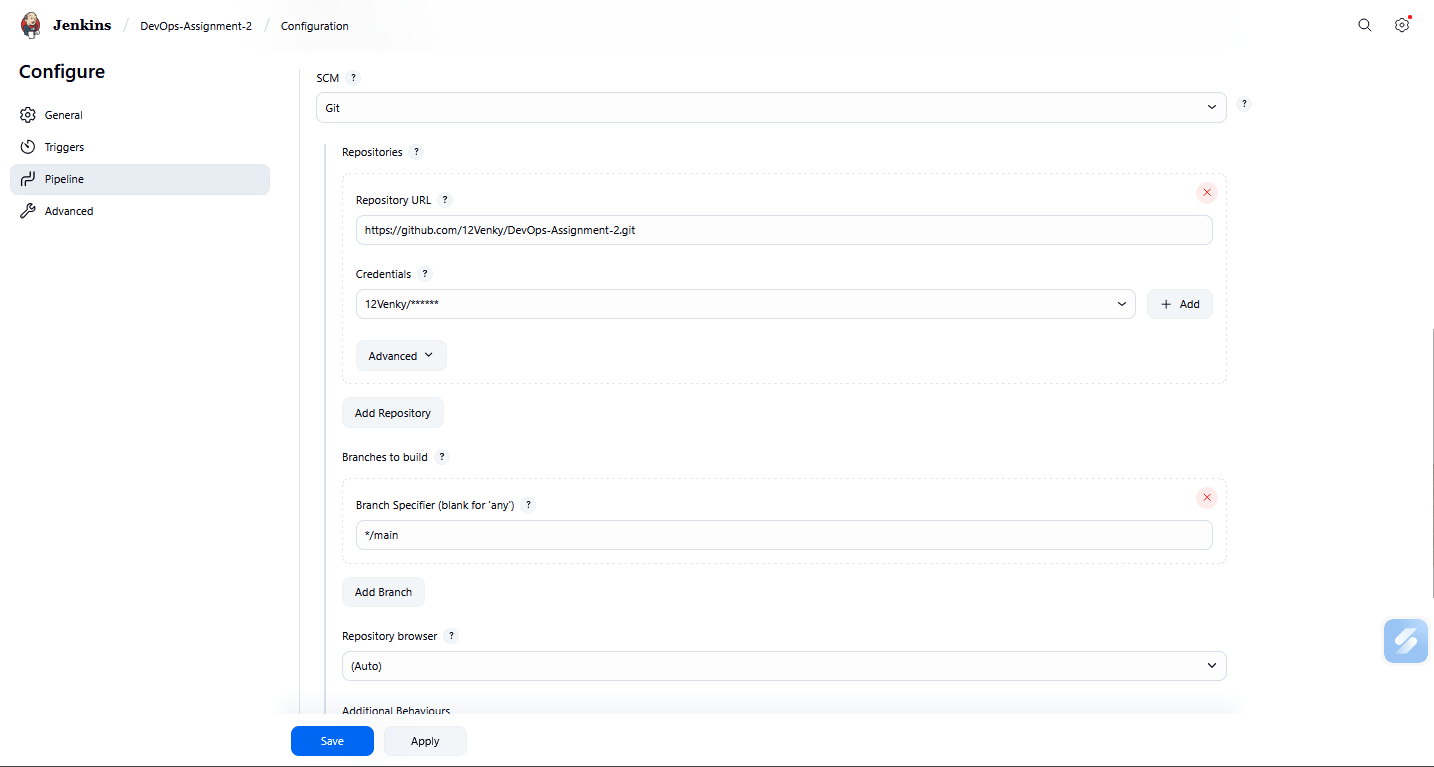 Jenkins / DevOps-Assignment-2 / Configuration
Configure
General
Triggers
Pipeline
Advanced
SCM ?
Git
?
Repositories ?
Repository URL ?
https://github.com/12Venky/DevOps-Assignment-2.git
Credentials ?
12Venky/******
+ Add
Advanced
Add Repository
Branches to build ?
Branch Specifier (blank for 'any') ?
*/main
Add Branch
Repository browser ?
(Auto)
Additional Behaviours
Save
Apply